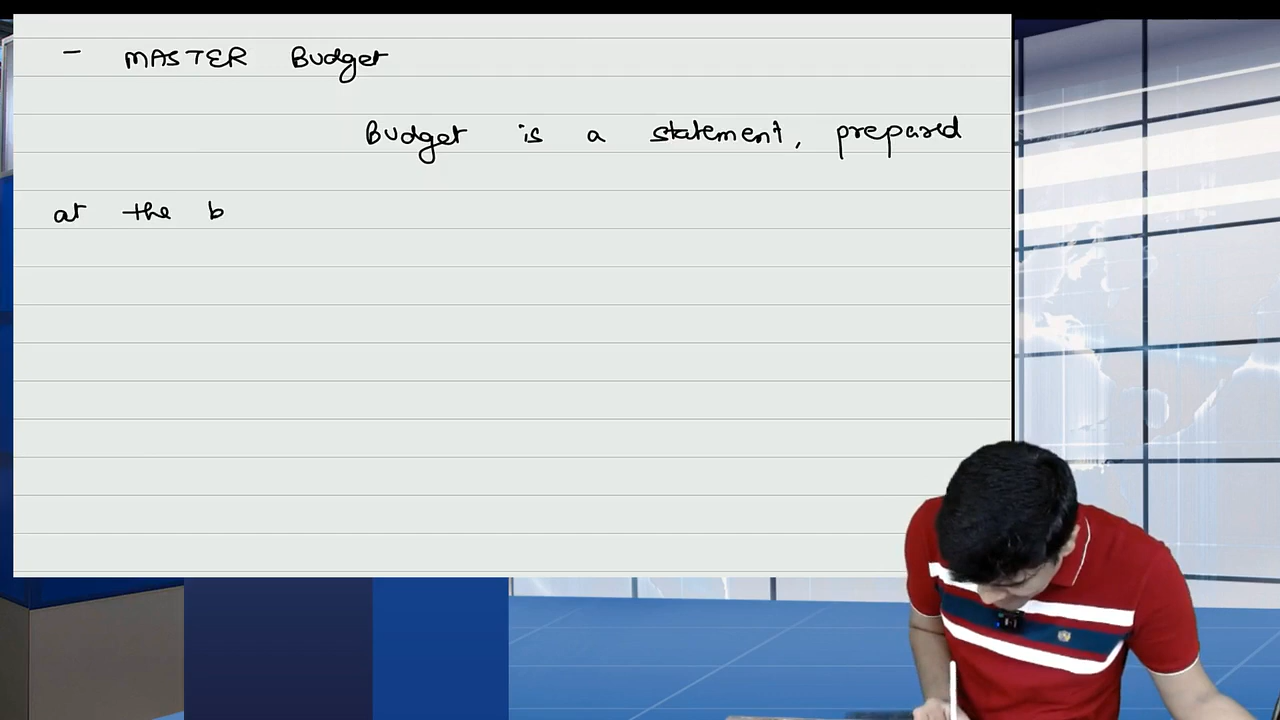 - MASTER Budget
Budget is a statement, prepared
at the b